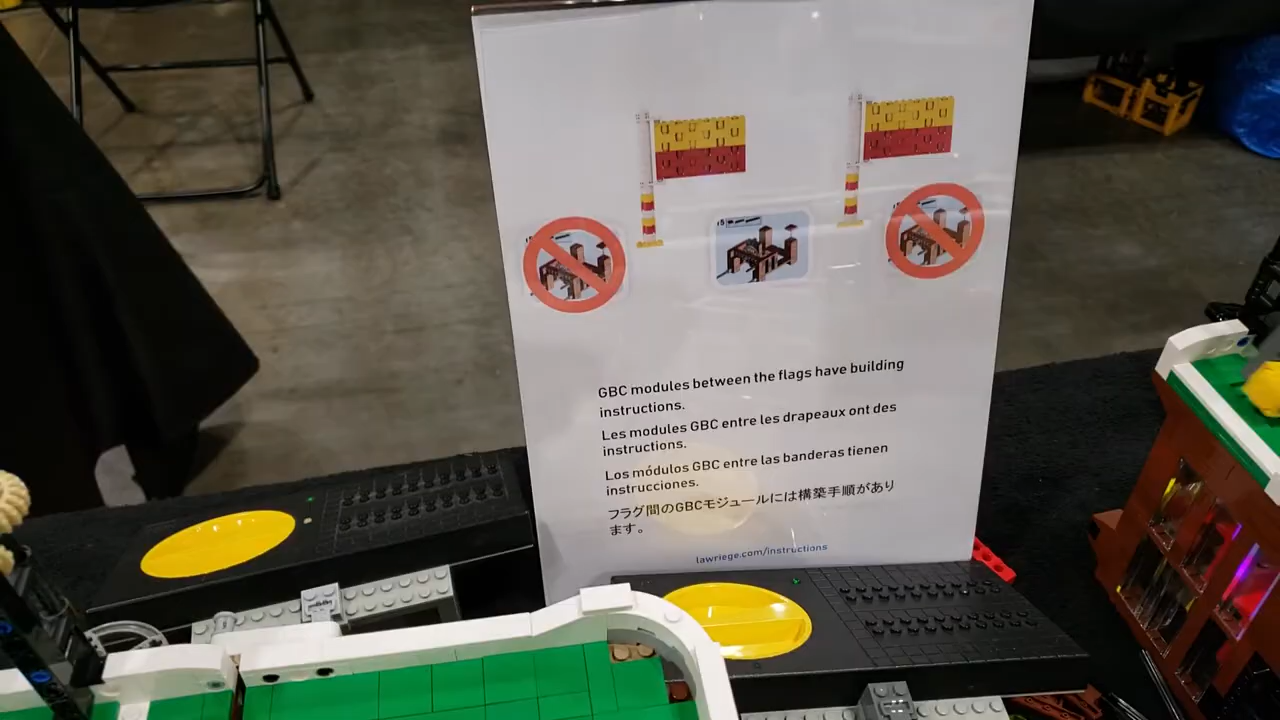 GBC modules between the flags have building
instructions.
Les modules GBC entre les drapeaux ont des
instructions.
Los módulos GBC entre las banderas tienen
instrucciones.
フラグ間のGBCモジュールには構築手順があり
ます。
lawriege.com/instructions